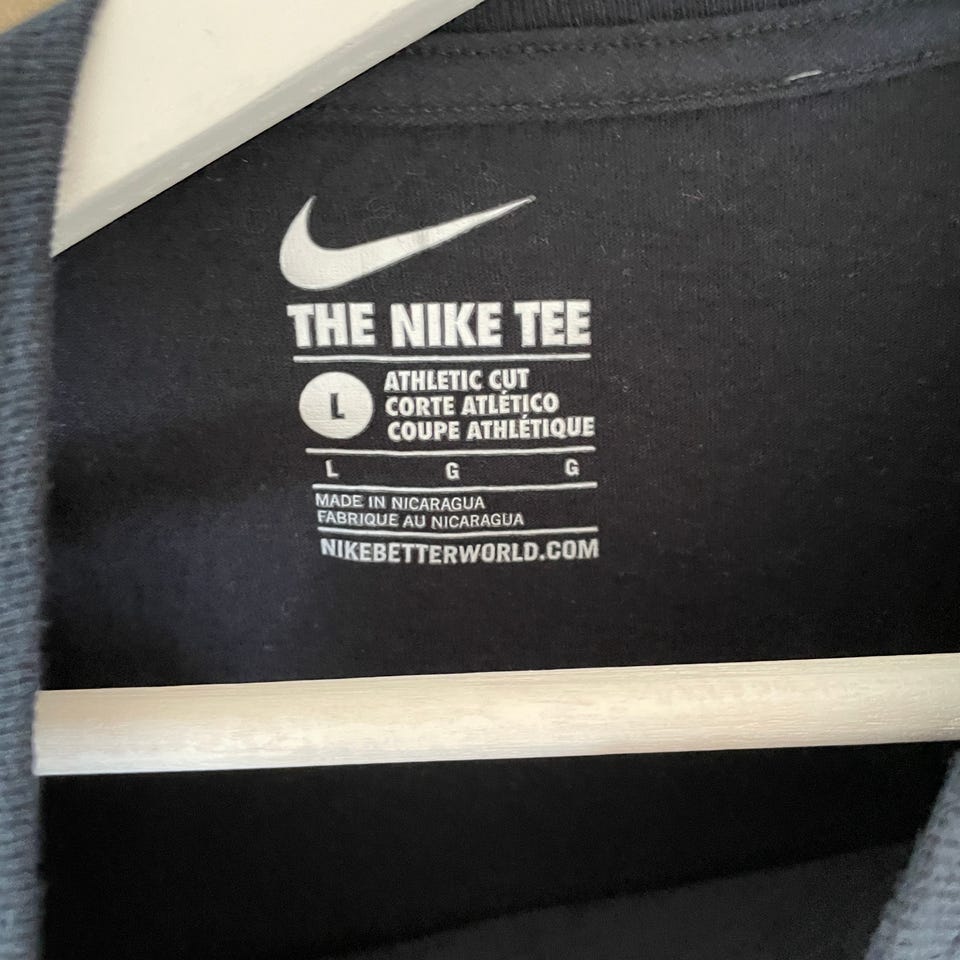 THE NIKE TEE
L
ATHLETIC CUT
CORTE ATLÉTICO
COUPE ATHLÉTIQUE
L G G
MADE IN NICARAGUA
FABRIQUE AU NICARAGUA
NIKEBETTERWORLD.COM